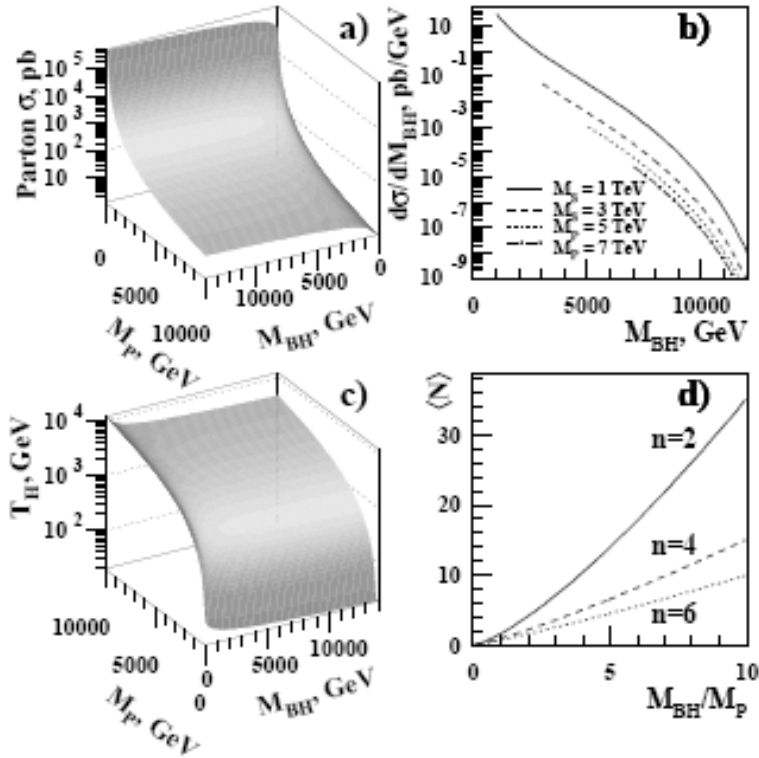 a)
Parton σ, pb
10^5
10^4
10^3
10^2
10
0
5000
10000
M_P, GeV
10000
5000
0
M_BH, GeV
b)
dσ/dM_BH, pb/GeV
10
10^-1
10^-3
10^-5
10^-7
10^-9
M_P = 1 TeV
M_P = 3 TeV
M_P = 5 TeV
M_P = 7 TeV
0
5000
10000
M_BH, GeV
c)
T_H, GeV
10^4
10^3
10^2
10000
5000
0
M_P, GeV
0
5000
10000
M_BH, GeV
d)
⟨N⟩
30
20
10
0
n=2
n=4
n=6
0
5
10
M_BH/M_P